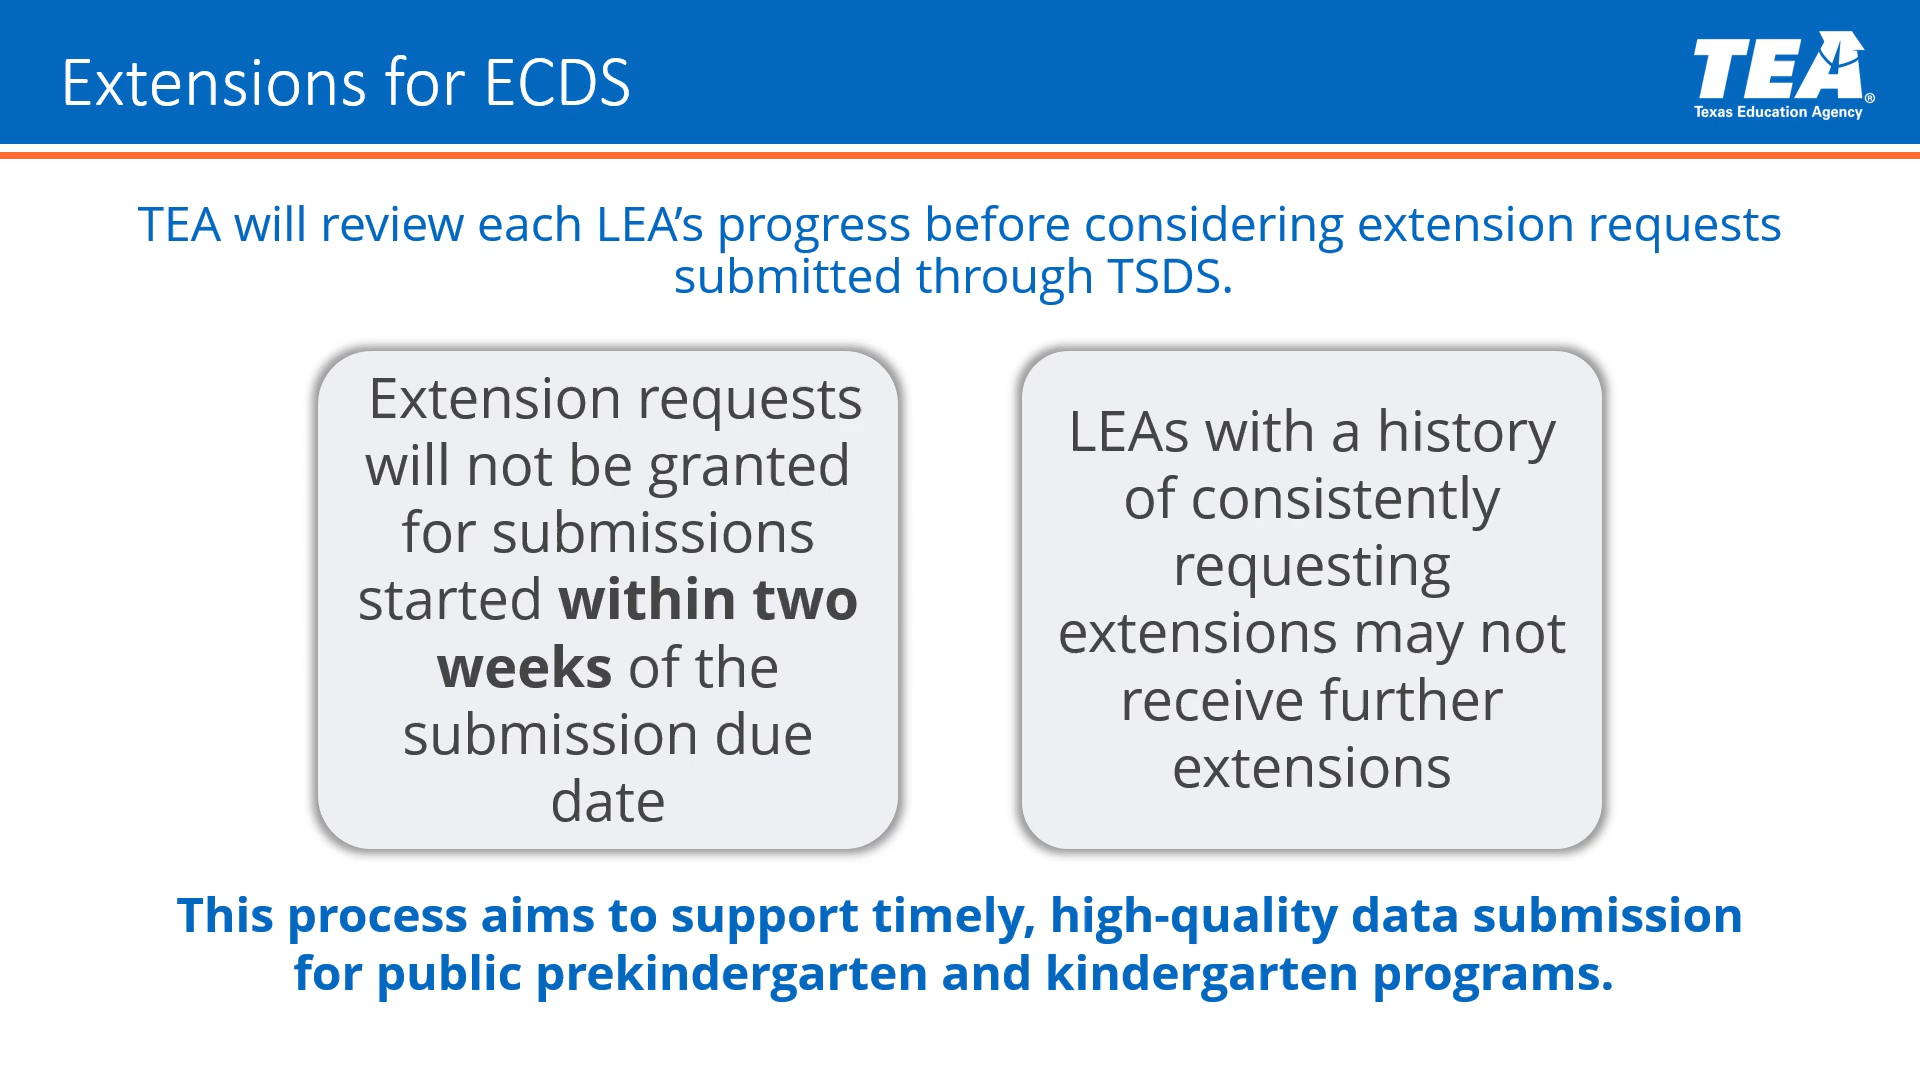 Extensions for ECDS
TEA®
Texas Education Agency
TEA will review each LEA’s progress before considering extension requests
submitted through TSDS.
Extension requests
will not be granted
for submissions
started within two
weeks of the
submission due
date
LEAs with a history
of consistently
requesting
extensions may not
receive further
extensions
This process aims to support timely, high-quality data submission
for public prekindergarten and kindergarten programs.